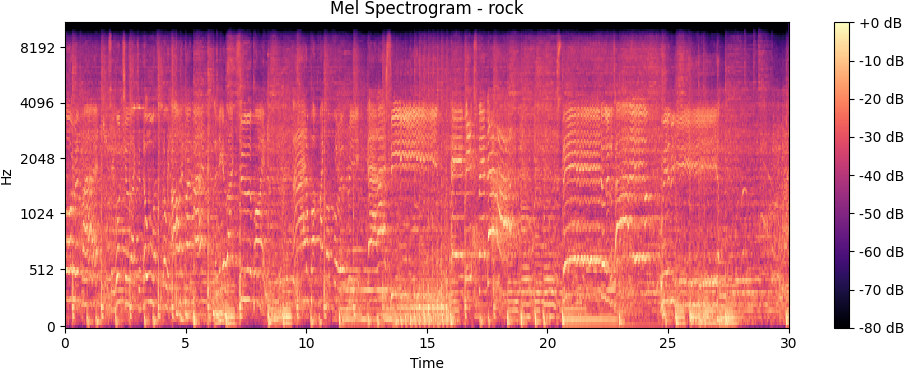 Mel Spectrogram - rock
Hz
8192
4096
2048
1024
512
0
0 5 10 15 20 25 30
Time
+0 dB
-10 dB
-20 dB
-30 dB
-40 dB
-50 dB
-60 dB
-70 dB
-80 dB